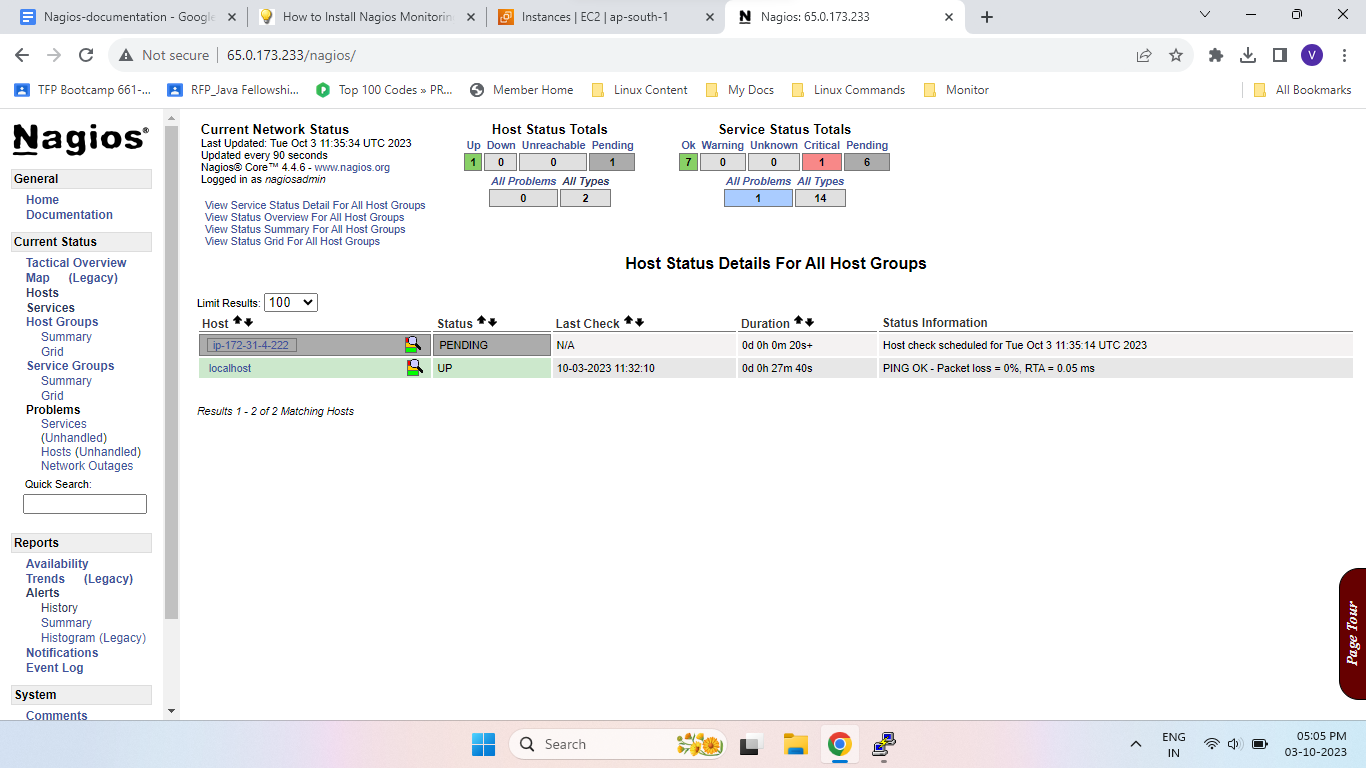 Nagios-documentation - Google
How to Install Nagios Monitorin
Instances | EC2 | ap-south-1
Nagios: 65.0.173.233
Not secure
65.0.173.233/nagios/
V
TFP Bootcamp 661-...
RFP_Java Fellowshi...
Top 100 Codes » PR...
Member Home
Linux Content
My Docs
Linux Commands
Monitor
All Bookmarks
Nagios®
General
Home
Documentation
Current Status
Tactical Overview
Map (Legacy)
Hosts
Services
Host Groups
Summary
Grid
Service Groups
Summary
Grid
Problems
Services
(Unhandled)
Hosts (Unhandled)
Network Outages
Quick Search:
Reports
Availability
Trends (Legacy)
Alerts
History
Summary
Histogram (Legacy)
Notifications
Event Log
System
Comments
Current Network Status
Last Updated: Tue Oct 3 11:35:34 UTC 2023
Updated every 90 seconds
Nagios® Core™ 4.4.6 - www.nagios.org
Logged in as nagiosadmin
View Service Status Detail For All Host Groups
View Status Overview For All Host Groups
View Status Summary For All Host Groups
View Status Grid For All Host Groups
Host Status Totals
Up Down Unreachable Pending
1 0 0 1
All Problems All Types
0 2
Service Status Totals
Ok Warning Unknown Critical Pending
7 0 0 1 6
All Problems All Types
1 14
Host Status Details For All Host Groups
Limit Results: 100
Host Status Last Check Duration Status Information
ip-172-31-4-222 PENDING N/A 0d 0h 0m 20s+ Host check scheduled for Tue Oct 3 11:35:14 UTC 2023
localhost UP 10-03-2023 11:32:10 0d 0h 27m 40s PING OK - Packet loss = 0%, RTA = 0.05 ms
Results 1 - 2 of 2 Matching Hosts
Page Tour
Search
ENG
IN
05:05 PM
03-10-2023